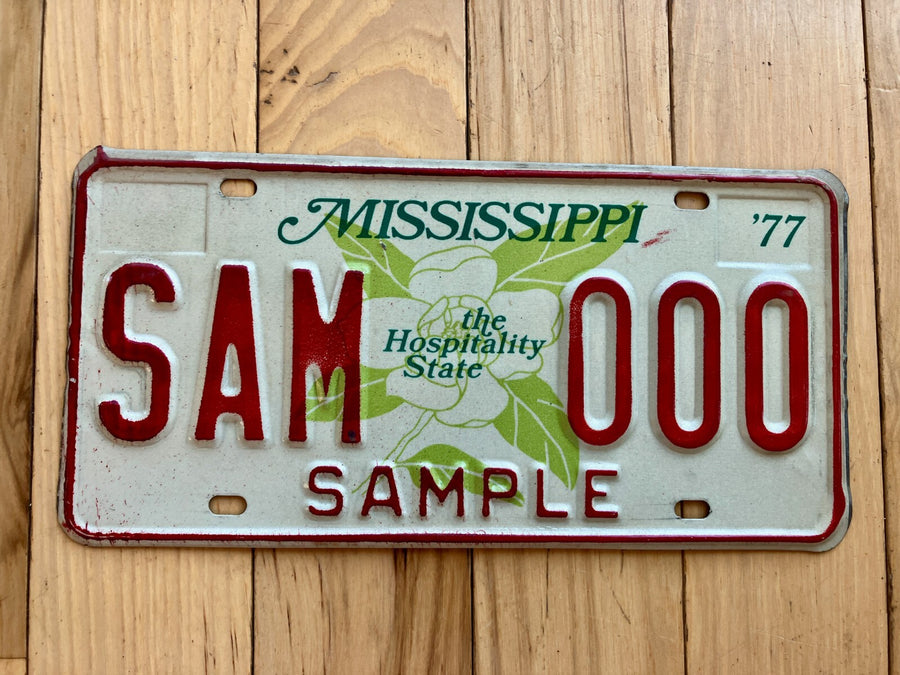 MISSISSIPPI '77
SAM 000
the
Hospitality
State
SAMPLE